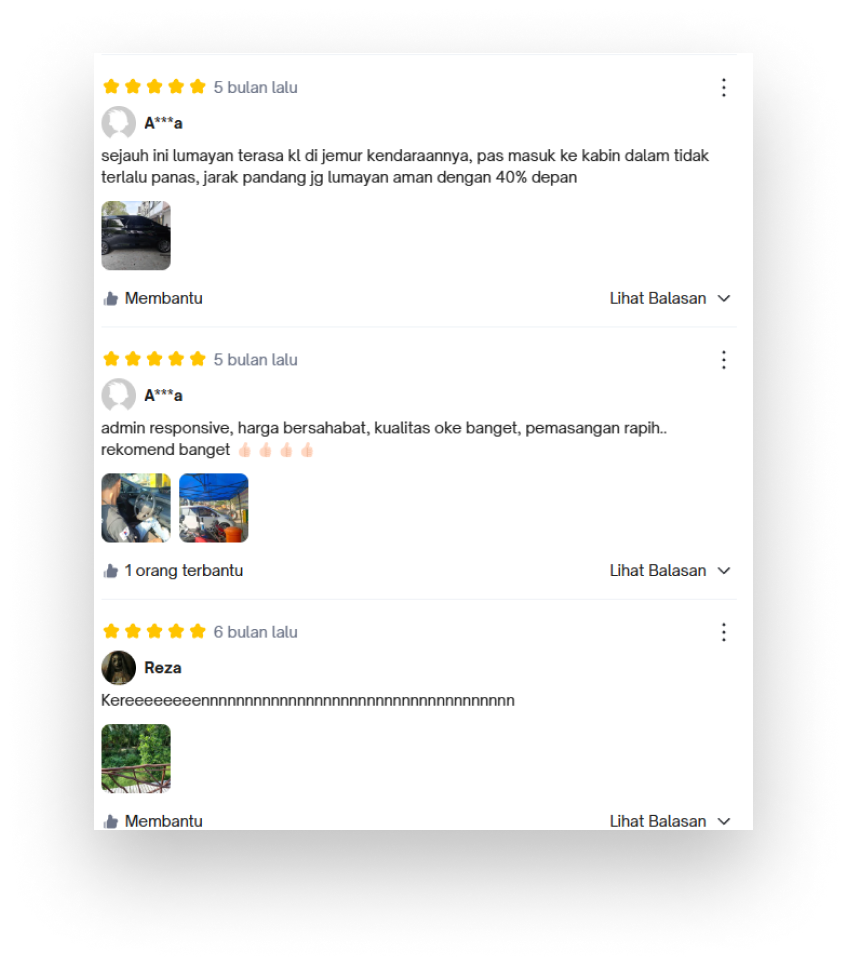 5 bulan lalu
A***a
sejauh ini lumayan terasa kl di jemur kendaraannya, pas masuk ke kabin dalam tidak
terlalu panas, jarak pandang jg lumayan aman dengan 40% depan
Membantu
Lihat Balasan
5 bulan lalu
A***a
admin responsive, harga bersahabat, kualitas oke banget, pemasangan rapih..
rekomend banget 👍🏻 👍🏻 👍🏻 👍🏻
1 orang terbantu
Lihat Balasan
6 bulan lalu
Reza
Kereeeeeeeeennnnnnnnnnnnnnnnnnnnnnnnnnnnnnnnnnnn
Membantu
Lihat Balasan